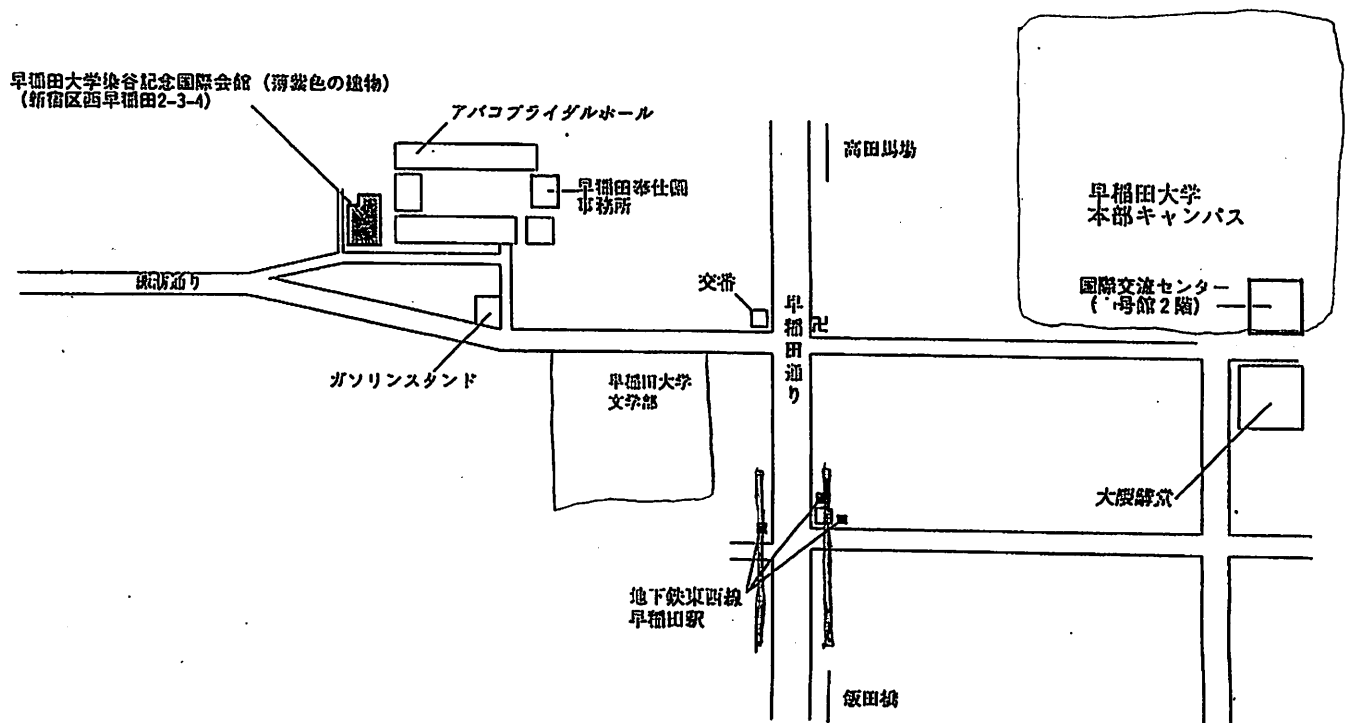 早稲田大学染谷記念国際会館（薄紫色の建物）
（新宿区西早稲田2-3-4）
アバコブライダルホール
早稲田奉仕園
事務所
高田馬場
早稲田大学
本部キャンパス
諏訪通り
交番
早稲田通り
卍
国際交流センター
号館2階）
ガソリンスタンド
早稲田大学
文学部
大隈講堂
地下鉄東西線
早稲田駅
飯田橋